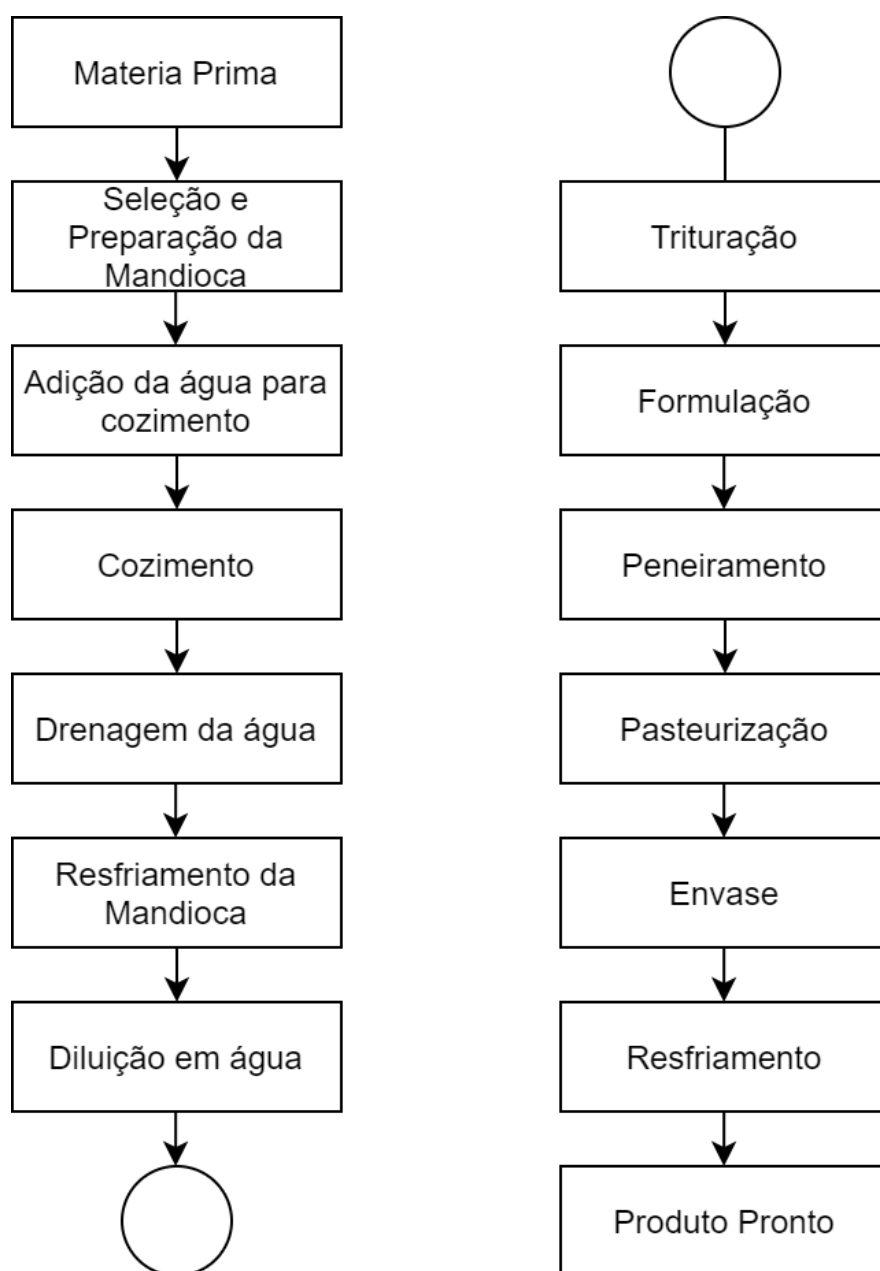 Materia Prima
Seleção e
Preparação da
Mandioca
Adição da água para
cozimento
Cozimento
Drenagem da água
Resfriamento da
Mandioca
Diluição em água
Trituração
Formulação
Peneiramento
Pasteurização
Envase
Resfriamento
Produto Pronto